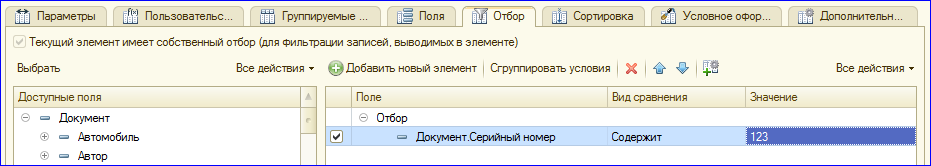 Параметры Пользовательс... Группируемые ... Поля Отбор Сортировка Условное офор... Дополнительн...
Текущий элемент имеет собственный отбор (для фильтрации записей, выводимых в элементе)
Выбрать Все действия Добавить новый элемент Сгруппировать условия Все действия
Доступные поля Поле Вид сравнения Значение
Документ Отбор
Автомобиль Документ.Серийный номер Содержит 123
Автор